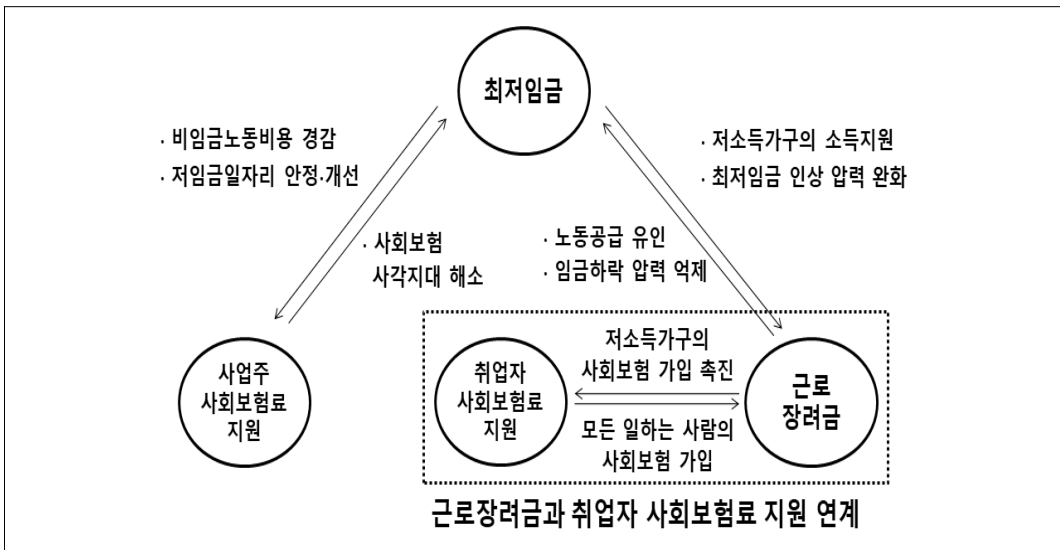 최저임금
· 비임금노동비용 경감
· 저임금일자리 안정·개선
· 저소득가구의 소득지원
· 최저임금 인상 압력 완화
· 사회보험
사각지대 해소
· 노동공급 유인
· 임금하락 압력 억제
사업주
사회보험료
지원
취업자
사회보험료
지원
저소득가구의
사회보험 가입 촉진
모든 일하는 사람의
사회보험 가입
근로
장려금
근로장려금과 취업자 사회보험료 지원 연계